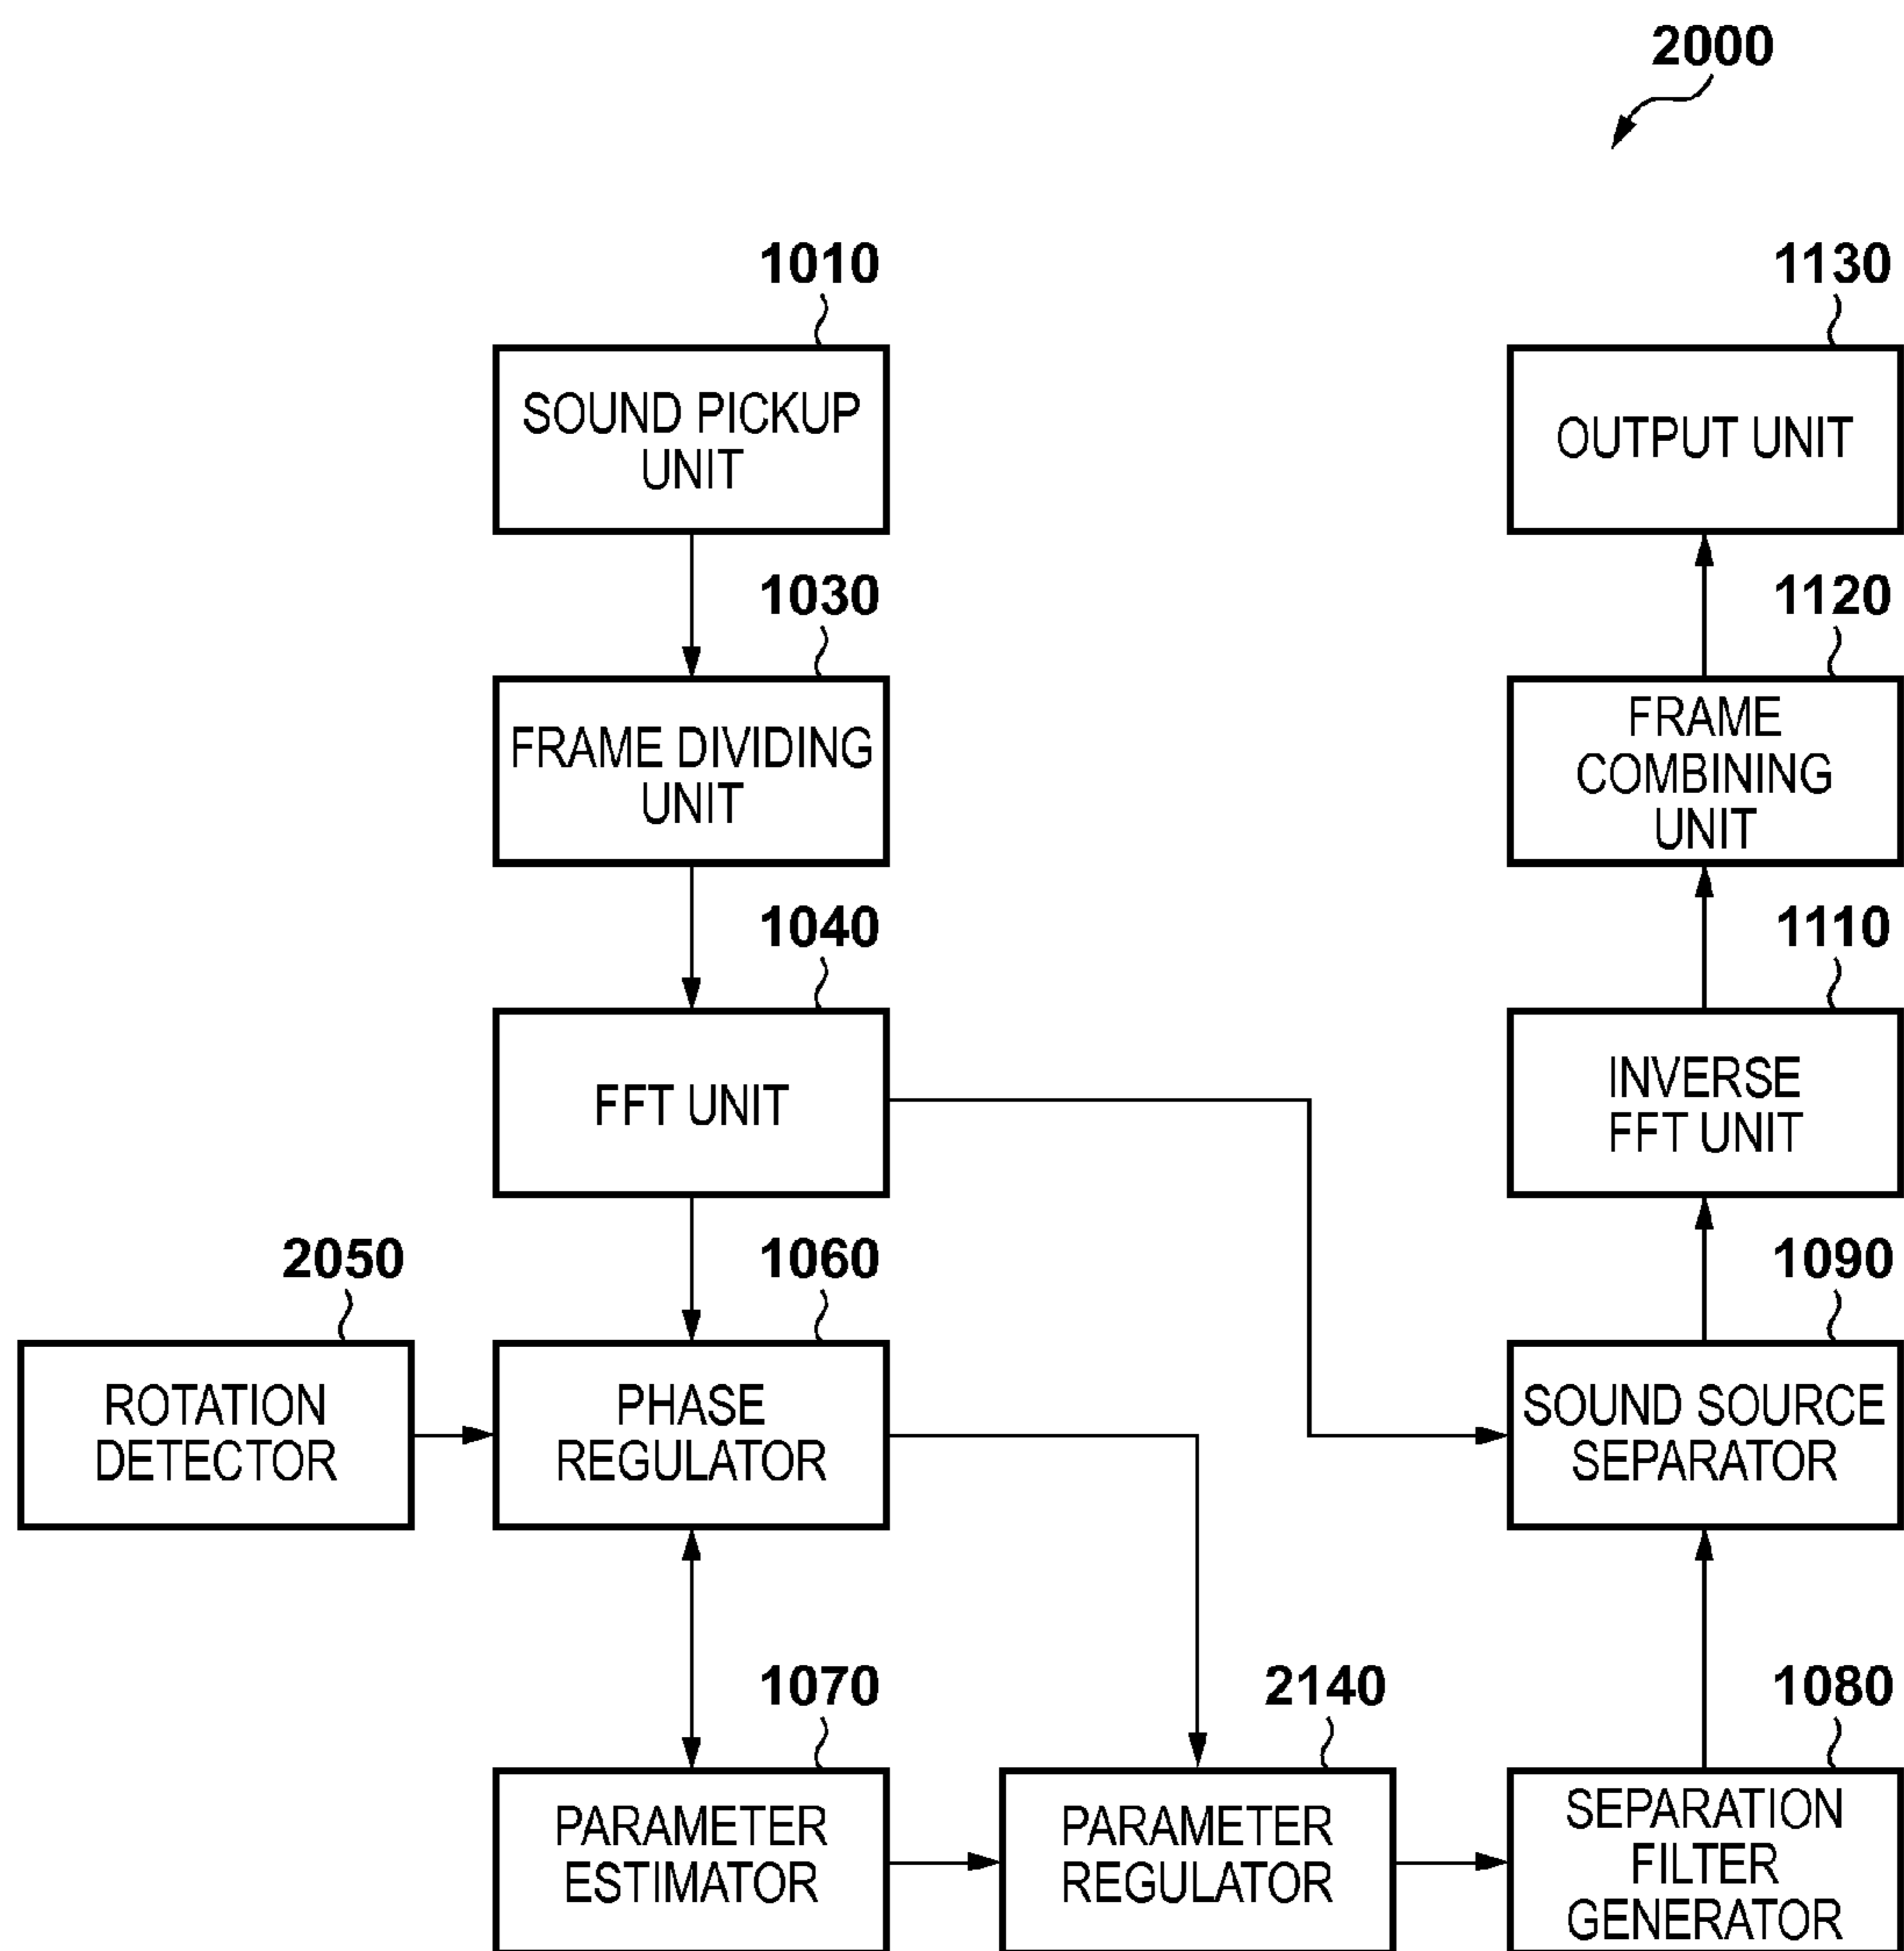 2000
1010
1130
SOUND PICKUP
UNIT
OUTPUT UNIT
1030
1120
FRAME DIVIDING
UNIT
FRAME
COMBINING
UNIT
1040
1110
FFT UNIT
INVERSE
FFT UNIT
2050
1060
1090
ROTATION
DETECTOR
PHASE
REGULATOR
SOUND SOURCE
SEPARATOR
1070
2140
1080
PARAMETER
ESTIMATOR
PARAMETER
REGULATOR
SEPARATION
FILTER
GENERATOR